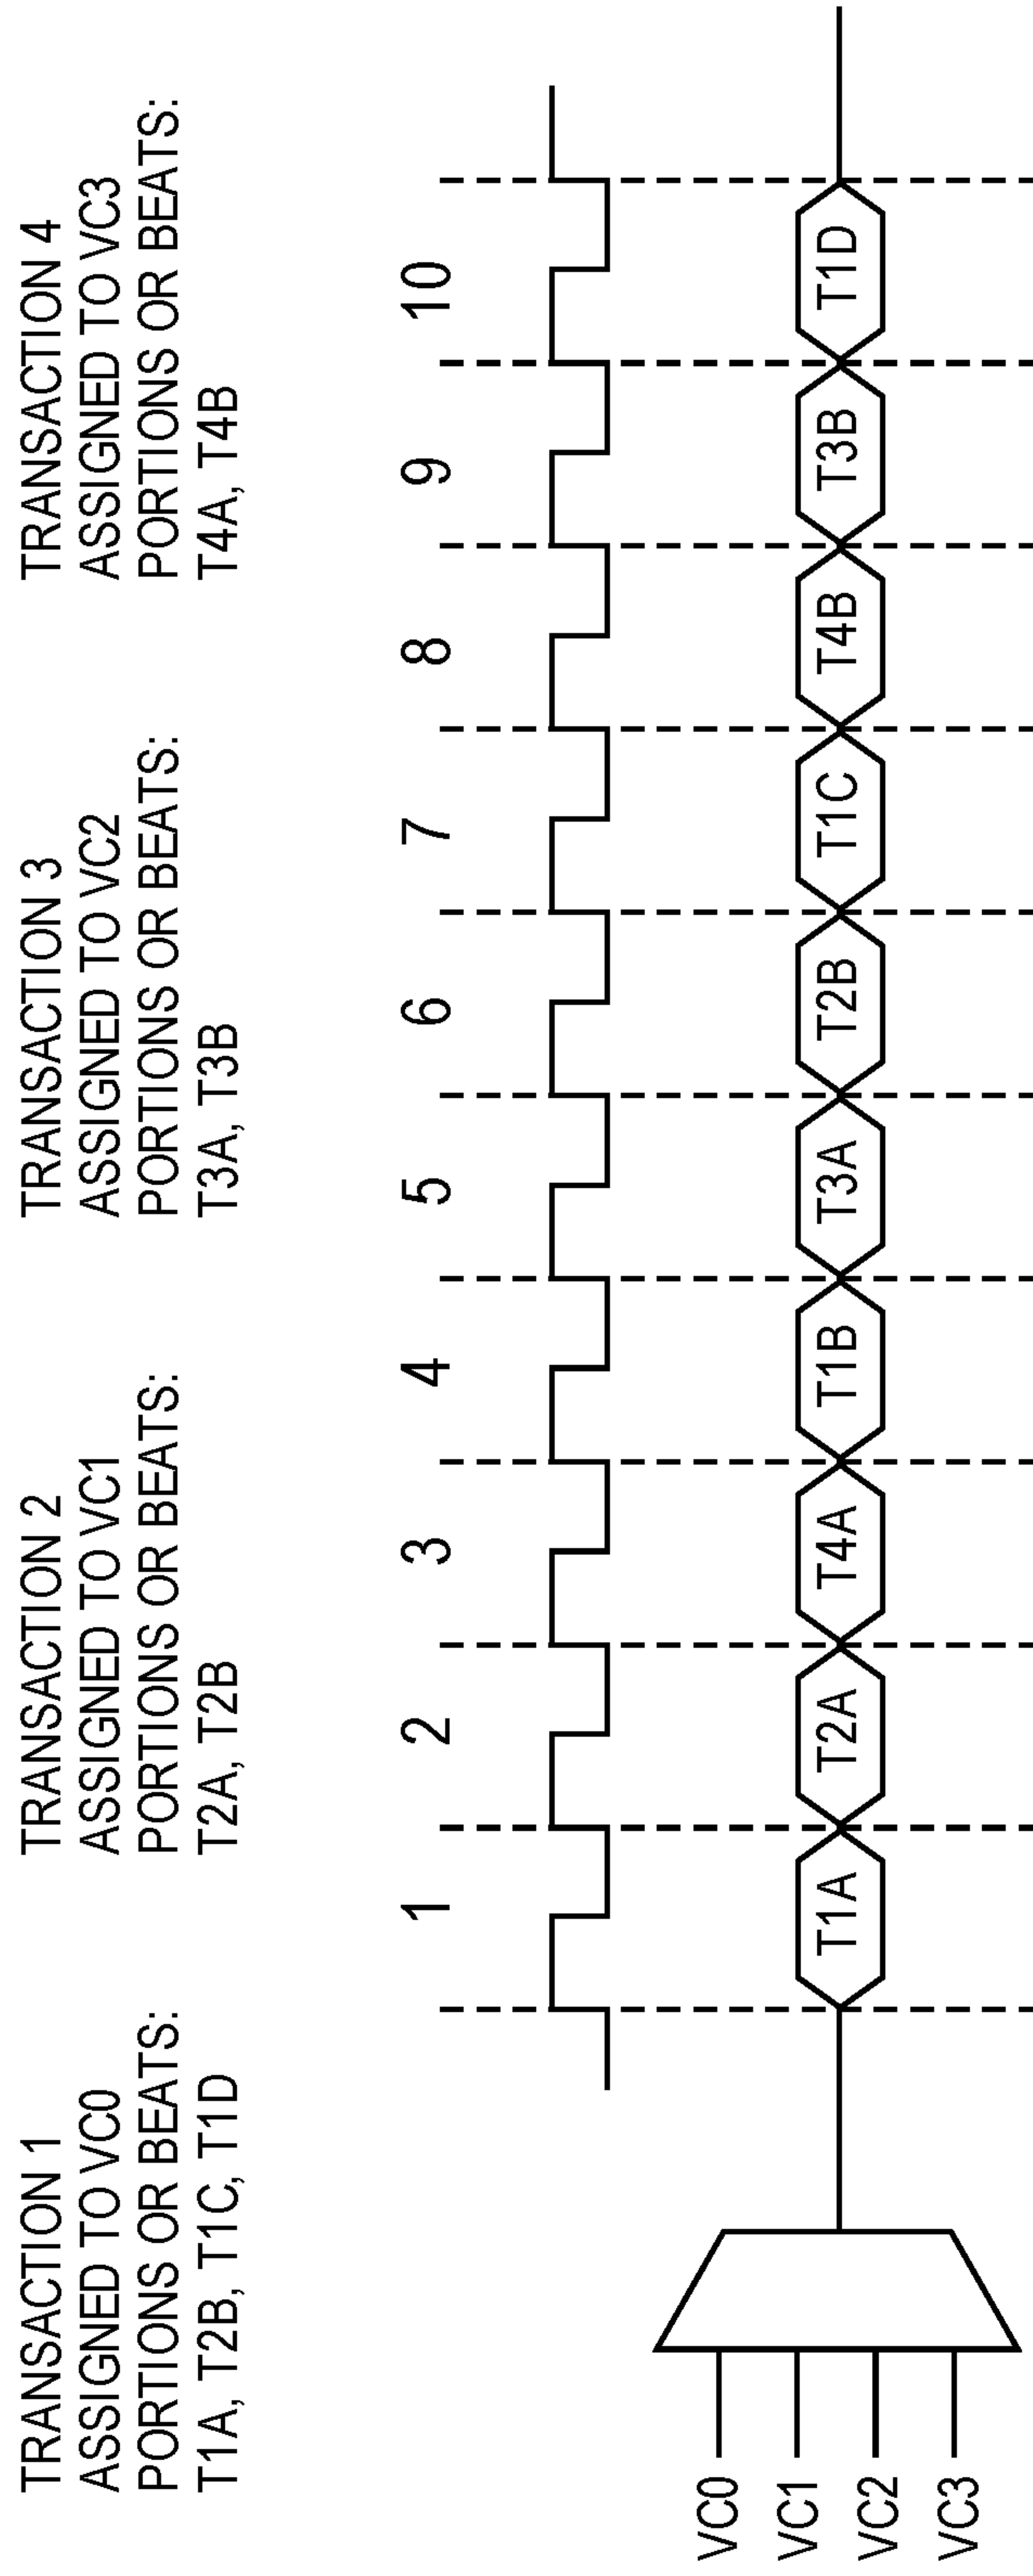 TRANSACTION 1
ASSIGNED TO VC0
PORTIONS OR BEATS:
T1A, T2B, T1C, T1D
TRANSACTION 2
ASSIGNED TO VC1
PORTIONS OR BEATS:
T2A, T2B
TRANSACTION 3
ASSIGNED TO VC2
PORTIONS OR BEATS:
T3A, T3B
TRANSACTION 4
ASSIGNED TO VC3
PORTIONS OR BEATS:
T4A, T4B
1 2 3 4 5 6 7 8 9 10
VC0
VC1
VC2
VC3
T1A T2A T4A T1B T3A T2B T1C T4B T3B T1D